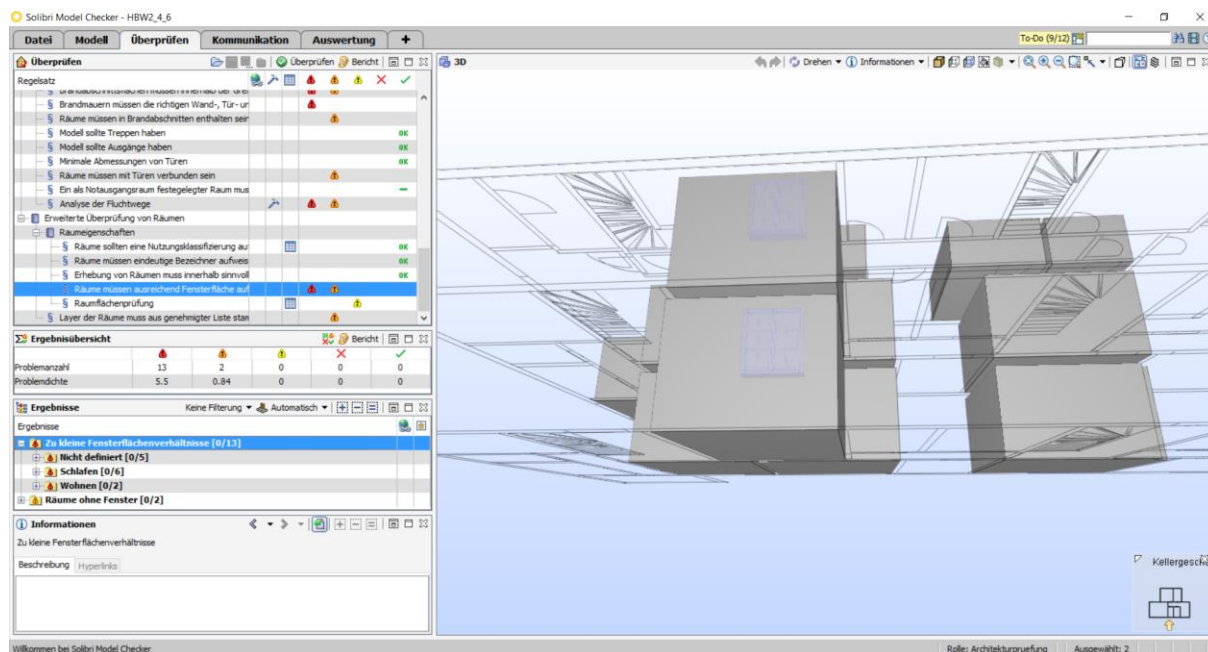 Solibri Model Checker - HBW2_4_6
Datei Modell Überprüfen Kommunikation Auswertung +
To-Do (9/12)
Überprüfen Überprüfen Bericht
3D Drehen Informationen
Regelsatz
Brandabschnittsflächen müssen innerhalb der Gre
Brandmauern müssen die richtigen Wand-, Tür- ur
§ Räume müssen in Brandabschnitten enthalten sein
§ Modell sollte Treppen haben OK
§ Modell sollte Ausgänge haben OK
§ Minimale Abmessungen von Türen OK
§ Räume müssen mit Türen verbunden sein
§ Ein als Notausgangsraum festegelegter Raum mus
§ Analyse der Fluchtwege
Erweiterte Überprüfung von Räumen
Raumeigenschaften
§ Räume sollten eine Nutzungsklassifizierung au OK
§ Räume müssen eindeutige Bezeichner aufweis OK
§ Erhebung von Räumen muss innerhalb sinnvol OK
§ Räume müssen ausreichend Fensterfläche auf
§ Raumflächenprüfung
§ Layer der Räume muss aus genehmigter Liste stam
Ergebnisübersicht Bericht
Problemanzahl 13 2 0 0 0
Problemdichte 5.5 0.84 0 0 0
Ergebnisse Keine Filterung Automatisch
Ergebnisse
Zu kleine Fensterflächenverhältnisse [0/13]
Nicht definiert [0/5]
Schlafen [0/6]
Wohnen [0/2]
Räume ohne Fenster [0/2]
Informationen
Zu kleine Fensterflächenverhältnisse
Beschreibung Hyperlinks
Kellergescho
Willkommen bei Solibri Model Checker Rolle: Architekturpruefung Ausgewählt: 2